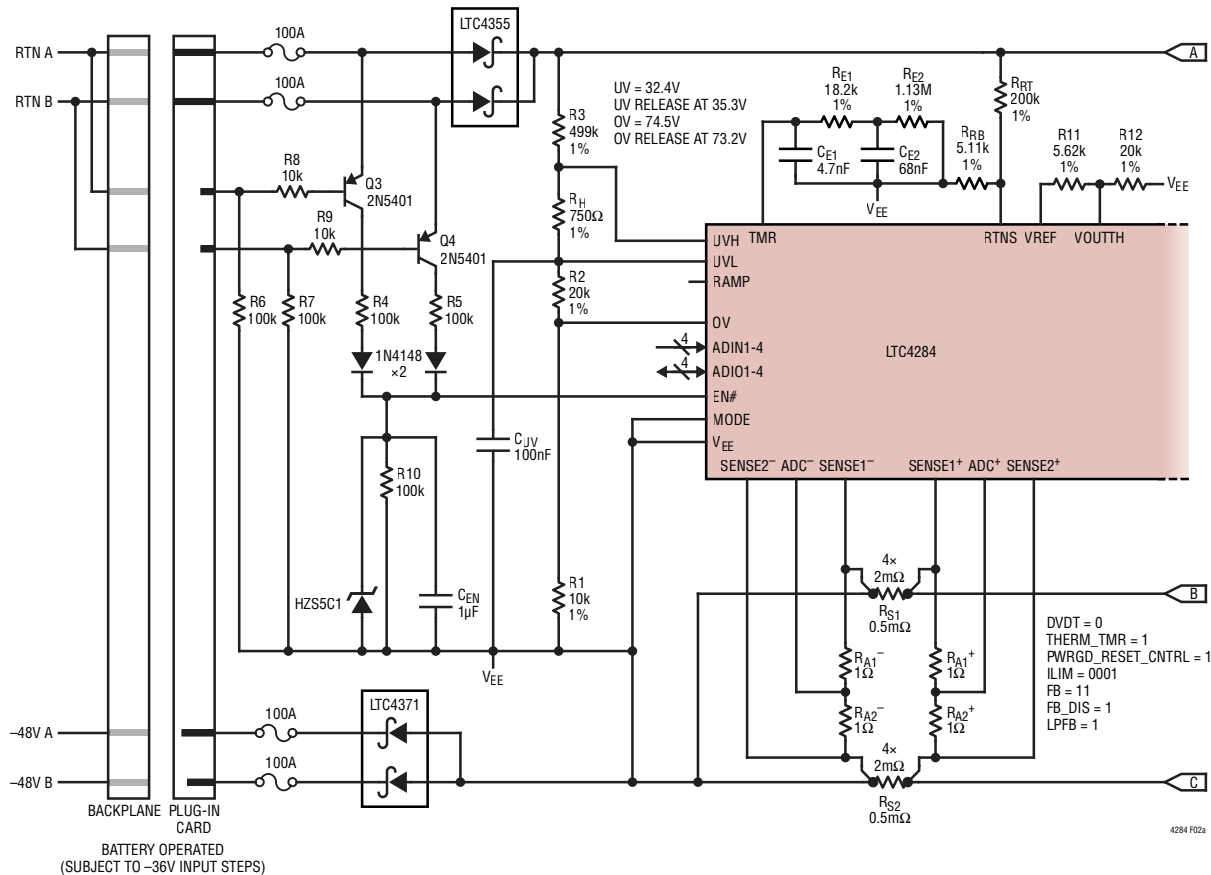 RTN A
RTN B
100A
100A
LTC4355
UV = 32.4V
UV RELEASE AT 35.3V
OV = 74.5V
OV RELEASE AT 73.2V
R3
499k
1%
RE1
18.2k
1%
RE2
1.13M
1%
RRT
200k
1%
A
CE1
4.7nF
CE2
68nF
VEE
RRB
5.11k
1%
R11
5.62k
1%
R12
20k
1%
VEE
R8
10k
Q3
2N5401
R9
10k
Q4
2N5401
RH
750Ω
1%
R2
20k
1%
R6
100k
R7
100k
R4
100k
R5
100k
1N4148
×2
TMR
RTNS
VREF
VOUTTH
UVH
UVL
RAMP
OV
4
ADIN1-4
4
ADIO1-4
EN#
MODE
VEE
LTC4284
SENSE2–
ADC–
SENSE1–
SENSE1+
ADC+
SENSE2+
CUV
100nF
R10
100k
HZS5C1
CEN
1µF
R1
10k
1%
VEE
4×
2mΩ
RS1
0.5mΩ
B
RA1–
1Ω
RA1+
1Ω
RA2–
1Ω
RA2+
1Ω
4×
2mΩ
RS2
0.5mΩ
C
DVDT = 0
THERM_TMR = 1
PWRGD_RESET_CNTRL = 1
ILIM = 0001
FB = 11
FB_DIS = 1
LPFB = 1
–48V A
–48V B
100A
100A
LTC4371
BACKPLANE
PLUG-IN
CARD
BATTERY OPERATED
(SUBJECT TO –36V INPUT STEPS)
4284 F02a